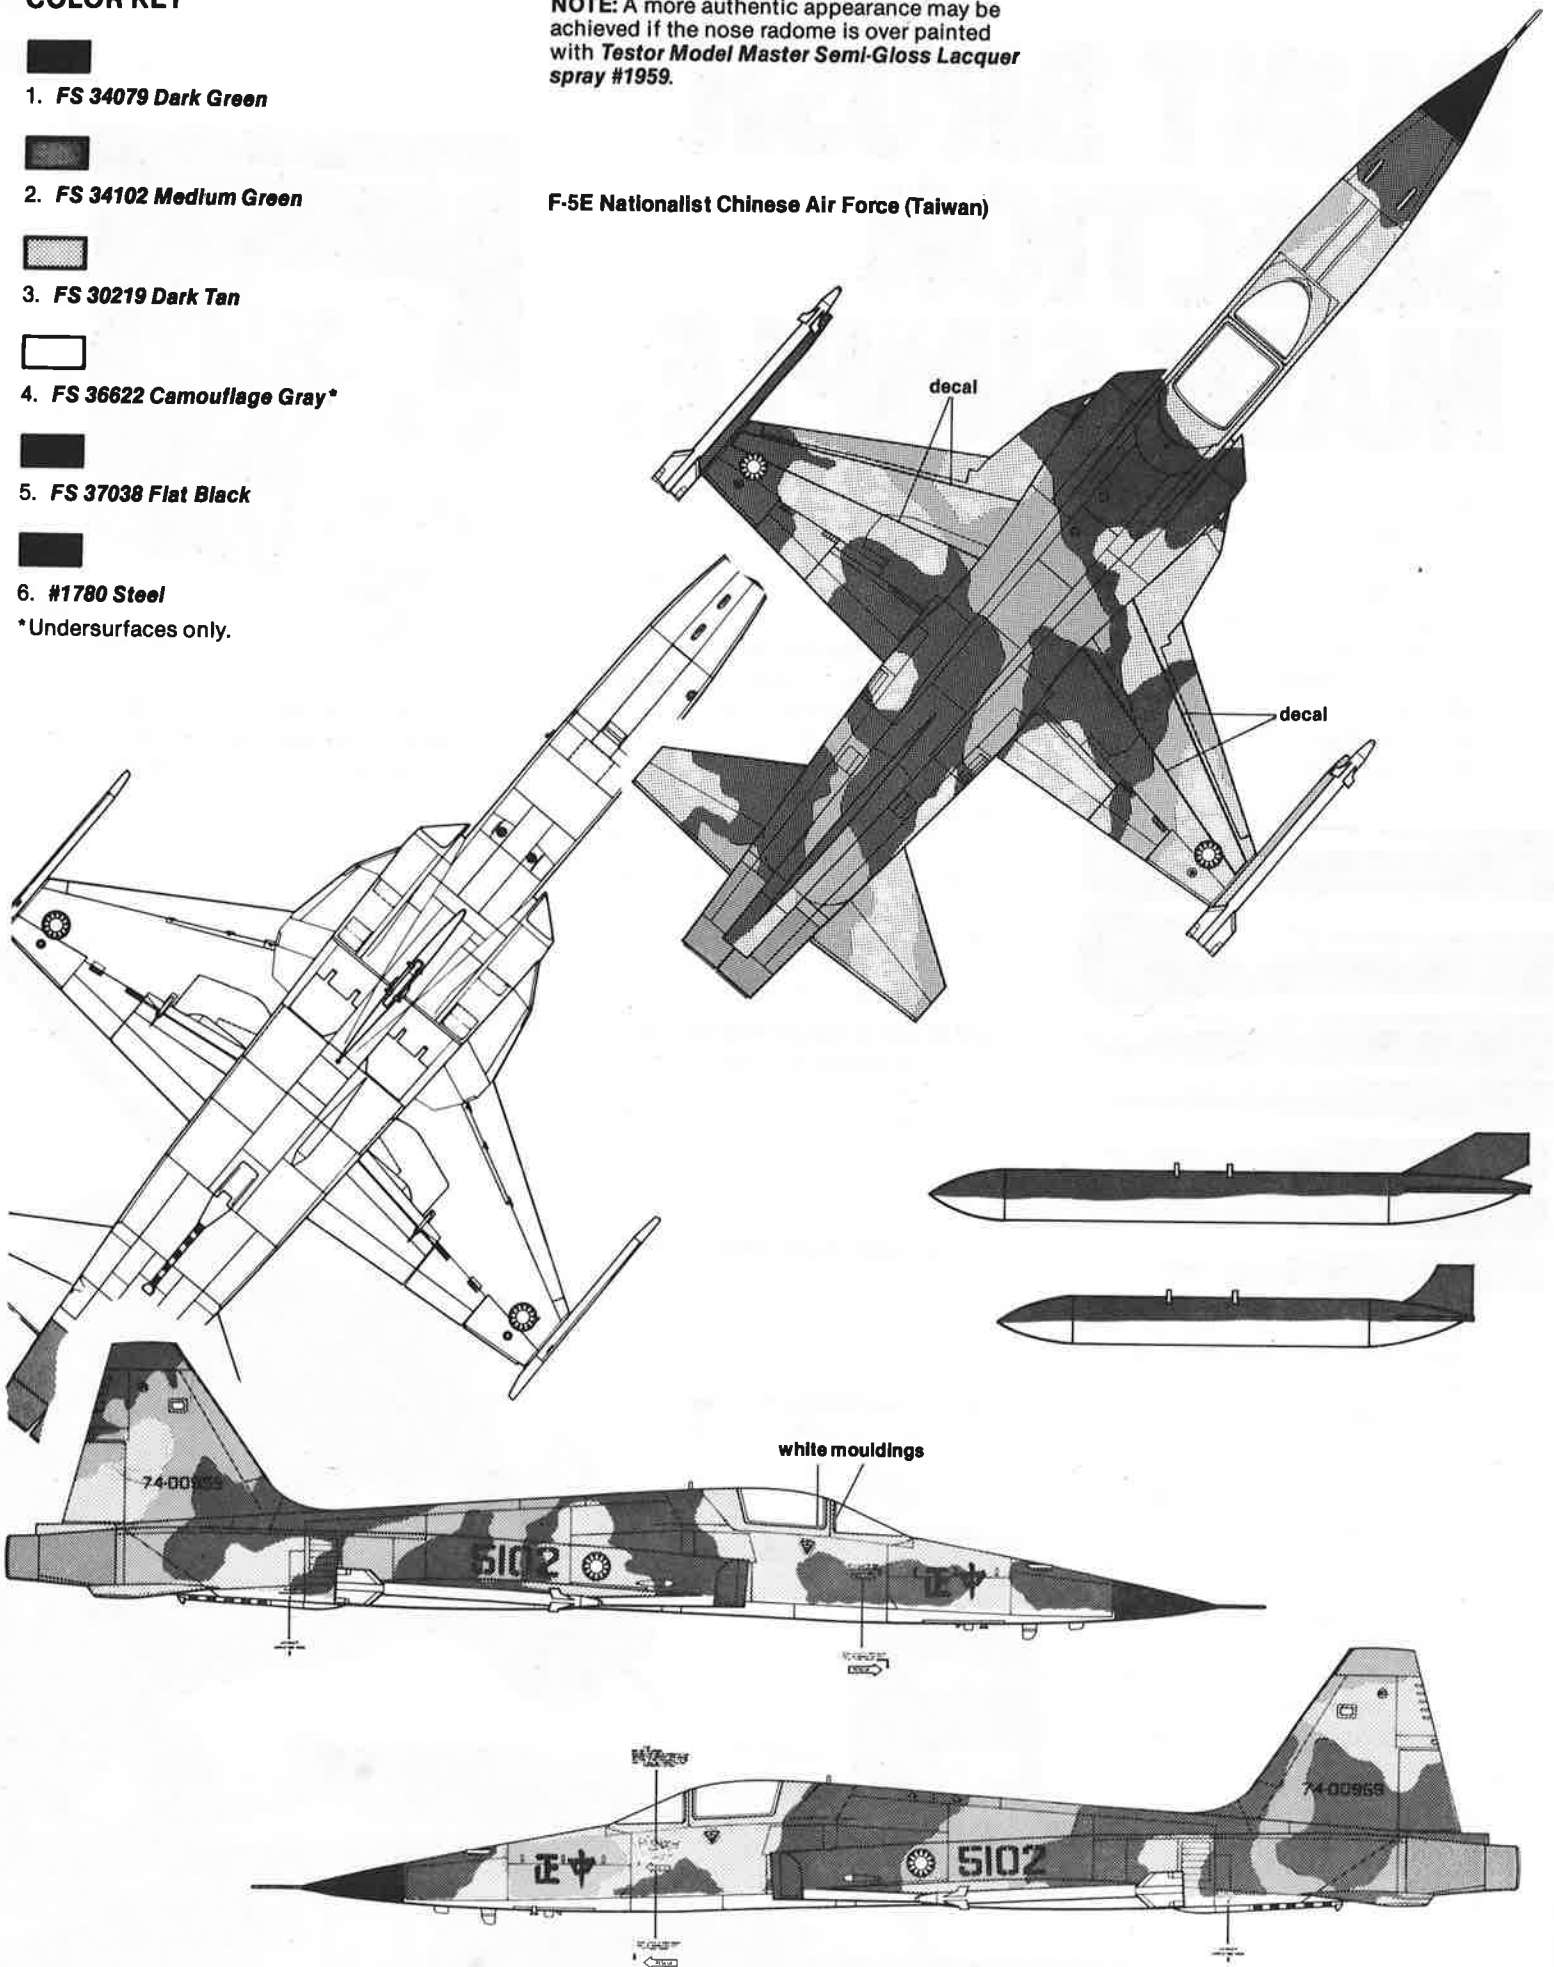 COLOR KEY
1. FS 34079 Dark Green
2. FS 34102 Medium Green
3. FS 30219 Dark Tan
4. FS 36622 Camouflage Gray*
5. FS 37038 Flat Black
6. #1780 Steel
*Undersurfaces only.
NOTE: A more authentic appearance may be
achieved if the nose radome is over painted
with Testor Model Master Semi-Gloss Lacquer
spray #1959.
F-5E Nationalist Chinese Air Force (Taiwan)
decal
decal
white mouldings
74-00959
5102
正中
74-00959
正中
5102